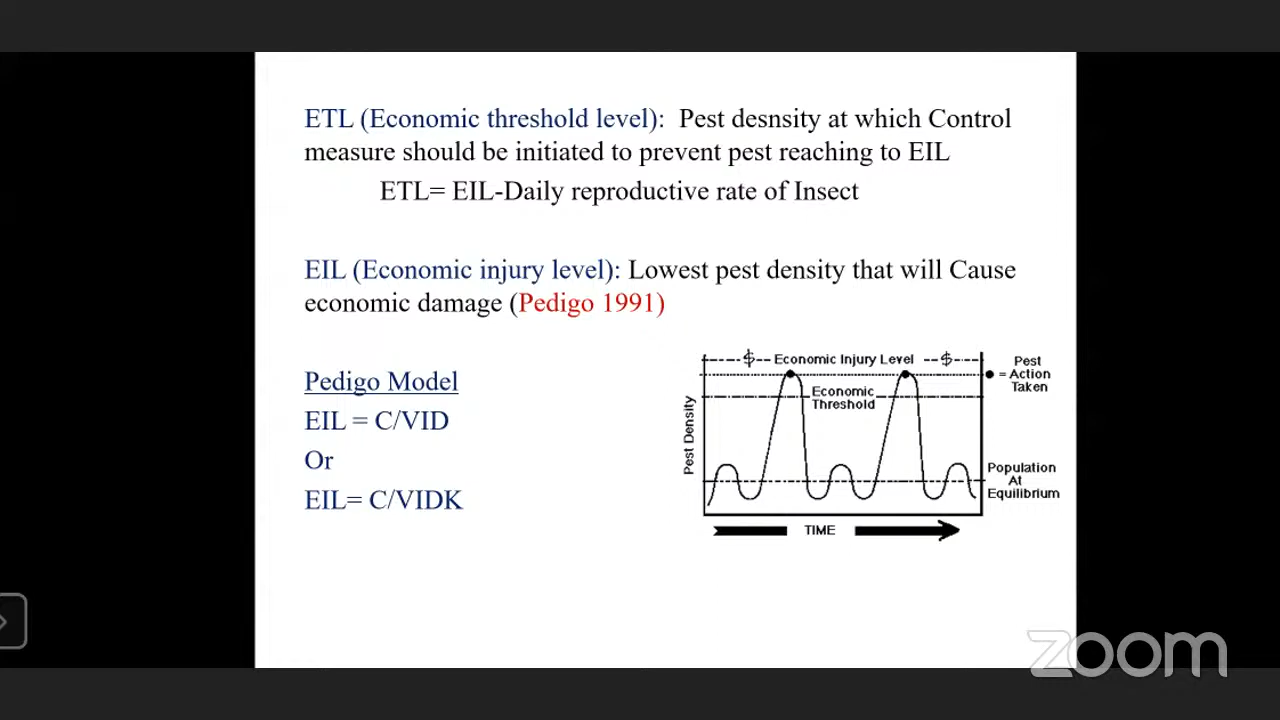 ETL (Economic threshold level): Pest desnsity at which Control
measure should be initiated to prevent pest reaching to EIL
ETL= EIL-Daily reproductive rate of Insect
EIL (Economic injury level): Lowest pest density that will Cause
economic damage (Pedigo 1991)
Pedigo Model
EIL = C/VID
Or
EIL= C/VIDK
$ Economic Injury Level $
Pest
= Action
Taken
Economic
Threshold
Pest Density
Population
At
Equilibrium
TIME
zoom